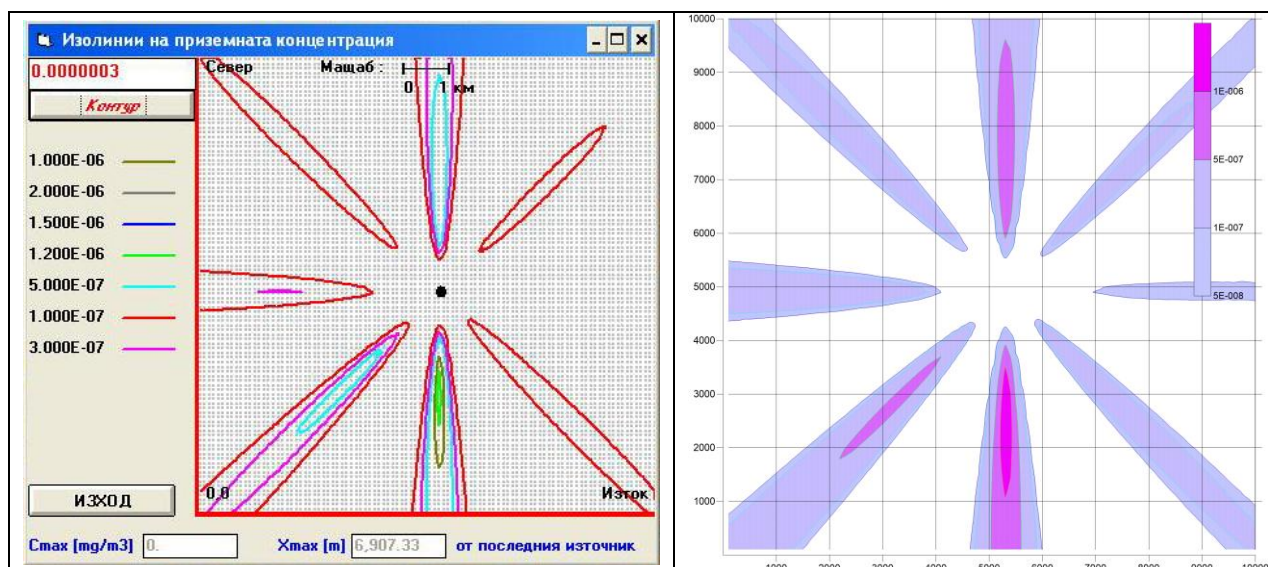 Изолинии на приземната концентрация
0.0000003
Север
Мащаб :
0 1 км
Контур
1.000E-06
2.000E-06
1.500E-06
1.200E-06
5.000E-07
1.000E-07
3.000E-07
0.0
Изток
ИЗХОД
Cmax [mg/m3] 0.
Xmax [m] 6,907.33 от последния източник
10000
9000
8000
7000
6000
5000
4000
3000
2000
1000
1E-006
5E-007
1E-007
5E-008
1000 2000 3000 4000 5000 6000 7000 8000 9000 10000